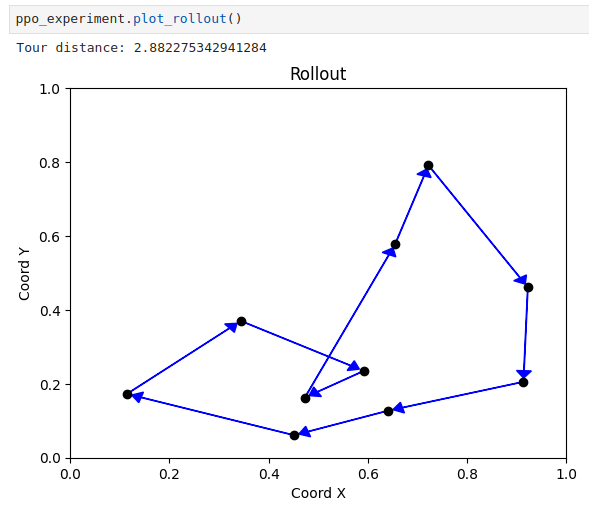 ppo_experiment.plot_rollout()
Tour distance: 2.882275342941284
Rollout
1.0
0.8
0.6
0.4
0.2
0.0
Coord Y
0.0 0.2 0.4 0.6 0.8 1.0
Coord X